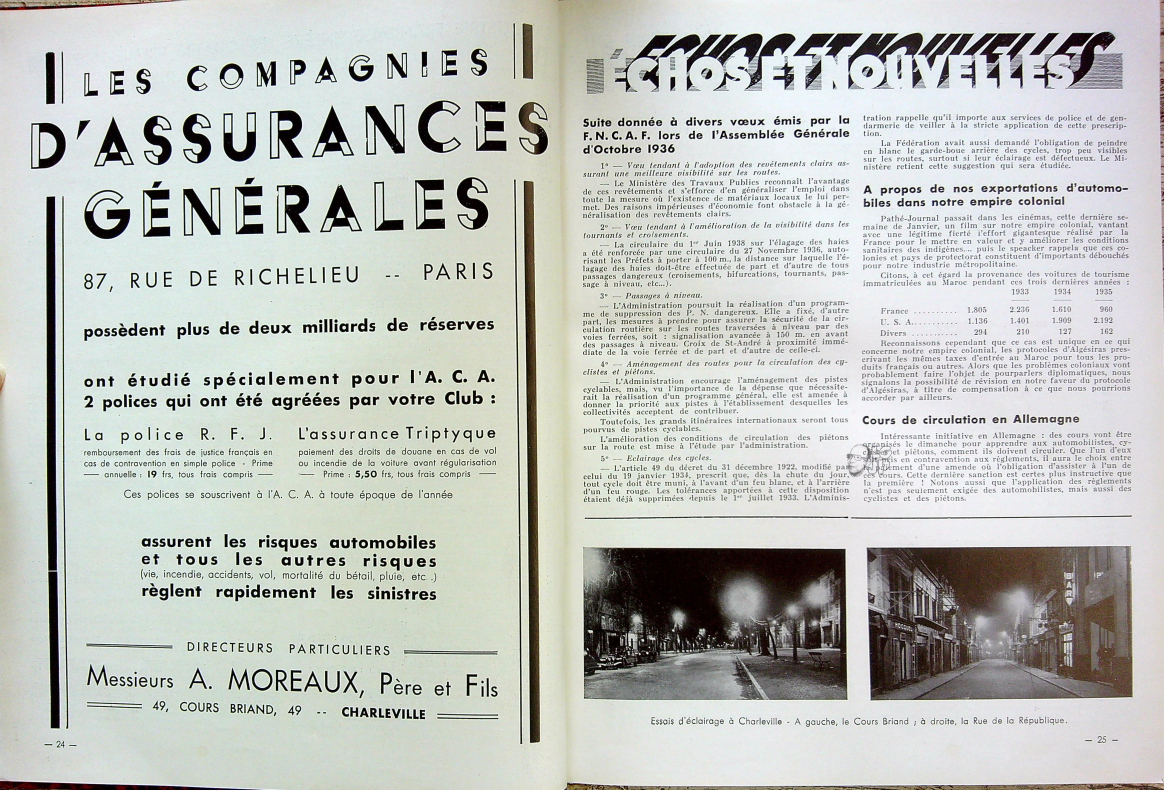 LES COMPAGNIES
D'ASSURANCES
GÉNÉRALES
87, RUE DE RICHELIEU -- PARIS
possèdent plus de deux milliards de réserves
ont étudié spécialement pour l'A. C. A.
2 polices qui ont été agréées par votre Club :
La police R. F. J.
remboursement des frais de justice français en
cas de contravention en simple police - Prime
annuelle : 19 frs, tous frais compris
L'assurance Triptyque
paiement des droits de douane en cas de vol
ou incendie de la voiture avant régularisation
Prime : 5,50 frs, tous frais compris
Ces polices se souscrivent à l'A. C. A à toute époque de l'année
assurent les risques automobiles
et tous les autres risques
(vie, incendie, accidents, vol, mortalité du bétail, pluie, etc .)
règlent rapidement les sinistres
DIRECTEURS PARTICULIERS
Messieurs A. MOREAUX, Père et Fils
49, COURS BRIAND, 49 -- CHARLEVILLE
— 24 —
ÉCHOS ET NOUVELLES
Suite donnée à divers vœux émis par la
F. N. C. A. F. lors de l'Assemblée Générale
d'Octobre 1936
1° — Vœu tendant à l'adoption des revêtements clairs as-
surant une meilleure visibilité sur les routes.
— Le Ministère des Travaux Publics reconnaît l'avantage
de ces revêtements et s'efforce d'en généraliser l'emploi dans
toute la mesure où l'existence de matériaux locaux le lui per-
met. Des raisons impérieuses d'économie font obstacle à la gé-
néralisation des revêtements clairs.
2° — Vœu tendant à l'amélioration de la visibilité dans les
tournants et croisements.
— La circulaire du 1er Juin 1938 sur l'élagage des haies
a été renforcée par une circulaire du 27 Novembre 1936, auto-
risant les Préfets à porter à 100 m., la distance sur laquelle l'é-
lagage des haies doit-être effectuée de part et d'autre de tous
passages dangereux (croisements, bifurcations, tournants, pas-
sage à niveau, etc...).
3° — Passages à niveau.
— L'Administration poursuit la réalisation d'un program-
me de suppression des P. N. dangereux. Elle a fixé, d'autre
part, les mesures à prendre pour assurer la sécurité de la cir-
culation routière sur les routes traversées à niveau par des
voies ferrées, soit : signalisation avancée à 150 m. en avant
des passages à niveau. Croix de St-André à proximité immé-
diate de la voie ferrée et de part et d'autre de celle-ci.
4° — Aménagement des routes pour la circulation des cy-
clistes et piétons.
— L'Administration encourage l'aménagement des pistes
cyclables, mais, vu l'importance de la dépense que nécessite-
rait la réalisation d'un programme général, elle est amenée à
donner la priorité aux pistes à l'établissement desquelles les
collectivités acceptent de contribuer.
Toutefois, les grands itinéraires internationaux seront tous
pourvus de pistes cyclables.
L'amélioration des conditions de circulation des piétons
sur la route est mise à l'étude par l'administration.
5° — Eclairage des cycles.
— L'article 49 du décret du 31 décembre 1922, modifié par
celui du 19 janvier 1934, prescrit que, dès la chute du jour,
tout cycle doit être muni, à l'avant d'un feu blanc, et à l'arrière
d'un feu rouge. Les tolérances apportées à cette disposition
étaient déjà supprimées depuis le 1er juillet 1933. L'Adminis-
tration rappelle qu'il importe aux services de police et de gen-
darmerie de veiller à la stricte application de cette prescrip-
tion.
La Fédération avait aussi demandé l'obligation de peindre
en blanc le garde-boue arrière des cycles, trop peu visibles
sur les routes, surtout si leur éclairage est défectueux. Le Mi-
nistère retient cette suggestion qui sera étudiée.
A propos de nos exportations d'automo-
biles dans notre empire colonial
Pathé-Journal passait dans les cinémas, cette dernière se-
maine de Janvier, un film sur notre empire colonial, vantant
avec une légitime fierté l'effort gigantesque réalisé par la
France pour le mettre en valeur et y améliorer les conditions
sanitaires des indigènes.... puis le speacker rappela que ces co-
lonies et pays de protectorat constituent d'importants débouchés
pour notre industrie métropolitaine.
Citons, à cet égard la provenance des voitures de tourisme
immatriculées au Maroc pendant ces trois dernières années :
1933 1934 1935
France .......... 1.805 2.236 1.610 960
U. S. A........... 1.136 1.401 1.909 2.192
Divers ........... 294 210 127 162
Reconnaissons cependant que ce cas est unique en ce qui
concerne notre empire colonial, les protocoles d'Algésiras pres-
crivant les mêmes taxes d'entrée au Maroc pour tous les pro-
duits français ou autres. Alors que les problèmes coloniaux vont
probablement faire l'objet de pourparlers diplomatiques, nous
signalons la possibilité de révision en notre faveur du protocole
d'Algésiras, à titre de compensation à ce que nous pourrions
accorder par ailleurs.
Cours de circulation en Allemagne
Intéressante initiative en Allemagne : des cours vont être
organisés le dimanche pour apprendre aux automobilistes, cy-
et piétons, comment ils doivent circuler. Que l'un d'eux
pris en contravention aux règlements, il aura le choix entre
d'une amende où l'obligation d'assister à l'un de
ces cours. Cette dernière sanction est certes plus instructive que
la première ! Notons aussi que l'application des règlements
n'est pas seulement exigée des automobilistes, mais aussi des
cyclistes et des piétons.
HOCQUEL
BAR
Essais d'éclairage à Charleville - A gauche, le Cours Briand ; à droite, la Rue de la République.
— 25 —